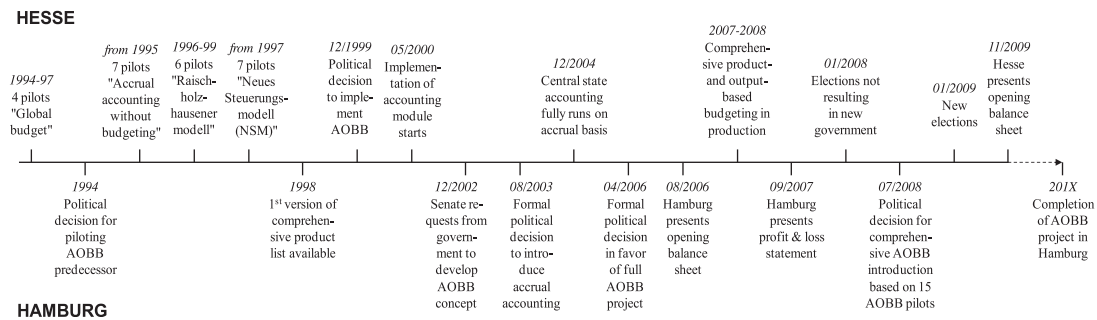 HESSE
1994-97
4 pilots
"Global
budget"
from 1995
7 pilots
"Accrual
accounting
without
budgeting"
1996-99
6 pilots
"Raisch-
holz-
hausener
modell"
from 1997
7 pilots
"Neues
Steuerungs-
modell
(NSM)"
12/1999
Political
decision
to imple-
ment
AOBB
05/2000
Implemen-
tation of
accounting
module
starts
12/2004
Central state
accounting
fully runs on
accrual basis
2007-2008
Comprehen-
sive product-
and output-
based
budgeting in
production
01/2008
Elections not
resulting
in new
government
01/2009
New
elections
11/2009
Hesse
presents
opening
balance
sheet
1994
Political
decision for
piloting
AOBB
predecessor
1998
1st version of
comprehen-
sive product
list available
12/2002
Senate re-
quests from
govern-
ment to
develop
AOBB
concept
08/2003
Formal
political
decision
to intro-
duce
accrual
accounting
04/2006
Formal
political
decision
in favor
of full
AOBB
project
08/2006
Hamburg
presents
opening
balance
sheet
09/2007
Hamburg
presents
profit & loss
statement
07/2008
Political
decision for
comprehen-
sive AOBB
introduction
based on 15
AOBB pilots
201X
Completion
of AOBB
project in
Hamburg
HAMBURG